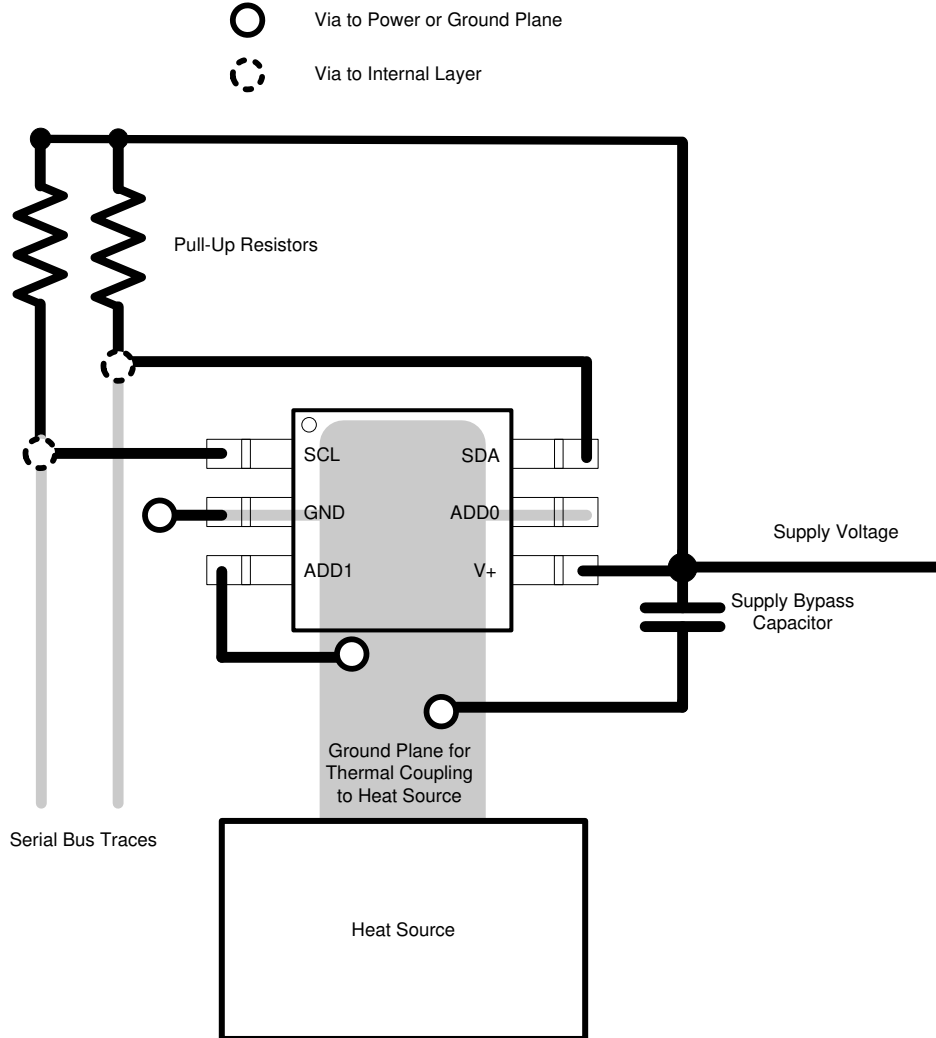 Via to Power or Ground Plane
Via to Internal Layer
Pull-Up Resistors
SCL
SDA
GND
ADD0
ADD1
V+
Supply Voltage
Supply Bypass
Capacitor
Ground Plane for
Thermal Coupling
to Heat Source
Serial Bus Traces
Heat Source